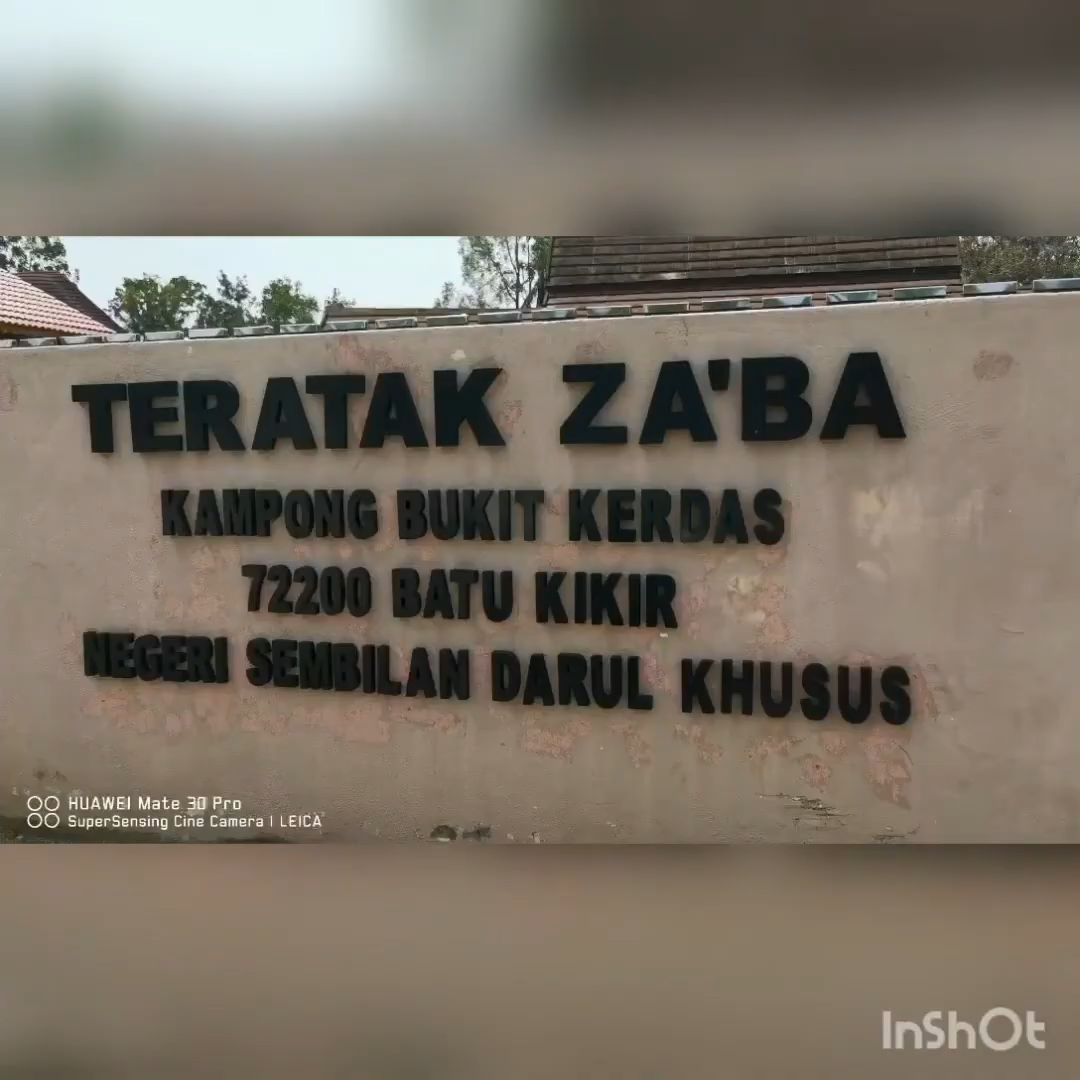 TERATAK ZA'BA
KAMPONG BUKIT KERDAS
72200 BATU KIKIR
NEGERI SEMBILAN DARUL KHUSUS
HUAWEI Mate 30 Pro
SuperSensing Cine Camera | LEICA
InShOt